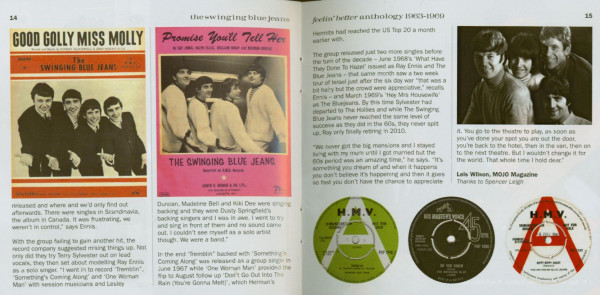 14
the swinging blue jeans
GOOD GOLLY MISS MOLLY
The
SWINGING BLUE JEANS
Promise You'll Tell Her
THE SWINGING BLUE JEANS
released and where and we'd only find out
afterwards. There were singles in Scandinavia,
the album in Canada. It was frustrating, we
weren't in control," says Ennis.
With the group failing to gain another hit, the
record company suggested mixing things up. Not
only did they try Terry Sylvester out on lead
vocals, they then set about modelling Ray Ennis
as a solo singer. "I went in to record 'Tremblin',
'Something's Coming Along' and 'One Woman
Man' with session musicians and Lesley
Duncan, Madeline Bell and Kiki Dee were singing
backing and they were Dusty Springfield's
backing singers and I was in awe. I went to try
and sing in front of them and no sound came
out. I couldn't see myself as a solo artist
though. We were a band."
In the end 'Tremblin'' backed with 'Something's
Coming Along' was released as a group single in
June 1967 while 'One Woman Man' provided the
flip to August follow up 'Don't Go Out Into The
Rain (You're Gonna Melt)', which Herman's
feelin' better anthology 1963-1969
15
Hermits had reached the US Top 20 a month
earlier with.
The group released just two more singles before
the turn of the decade – June 1968's 'What Have
They Done To Hazel' issued as Ray Ennis and The
Blue Jeans – that same month saw a two week
tour of Israel just after the six day war "that was a
bit hairy but the crowd were appreciative," recalls
Ennis – and March 1969's 'Hey Mrs Housewife'
as The Bluejeans. By this time Sylvester had
departed to The Hollies and while The Swinging
Blue Jeans never reached the same level of
success as they did in the 60s, they never split
up. Ray only finally retiring in 2010.
"We never got the big mansions and I stayed
living with my mum until I got married but the
60s period was an amazing time," he says. "It's
something you dream of and when it happens
you don't believe it's happening and then it goes
so fast you don't have the chance to appreciate
it. You go to the theatre to play, as soon as
you've done your spot you are out the door,
you're back to the hotel, then in the van, then on
to the next theatre. But I wouldn't change it for
the world. That whole time I hold dear."
Lois Wilson, MOJO Magazine
Thanks to Spencer Leigh
H.M.V.
A
HIS MASTER'S VOICE
45
H.M.V.
A